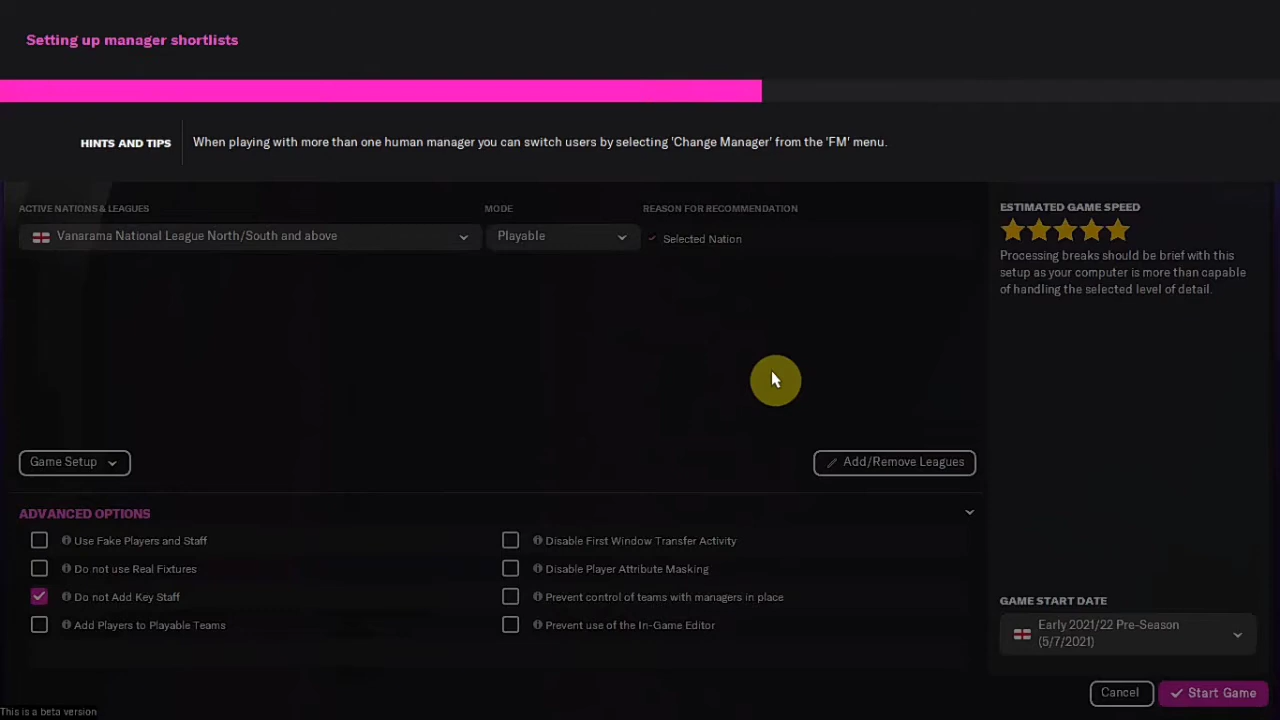 Setting up manager shortlists
HINTS AND TIPS
When playing with more than one human manager you can switch users by selecting 'Change Manager' from the 'FM' menu.
ACTIVE NATIONS & LEAGUES
MODE
REASON FOR RECOMMENDATION
Vanarama National League North/South and above
Playable
Selected Nation
ESTIMATED GAME SPEED
Processing breaks should be brief with this
setup as your computer is more than capable
of handling the selected level of detail.
Game Setup
Add/Remove Leagues
ADVANCED OPTIONS
Use Fake Players and Staff
Disable First Window Transfer Activity
Do not use Real Fixtures
Disable Player Attribute Masking
Do not Add Key Staff
Prevent control of teams with managers in place
Add Players to Playable Teams
Prevent use of the In-Game Editor
GAME START DATE
Early 2021/22 Pre-Season
(5/7/2021)
Cancel
Start Game
This is a beta version